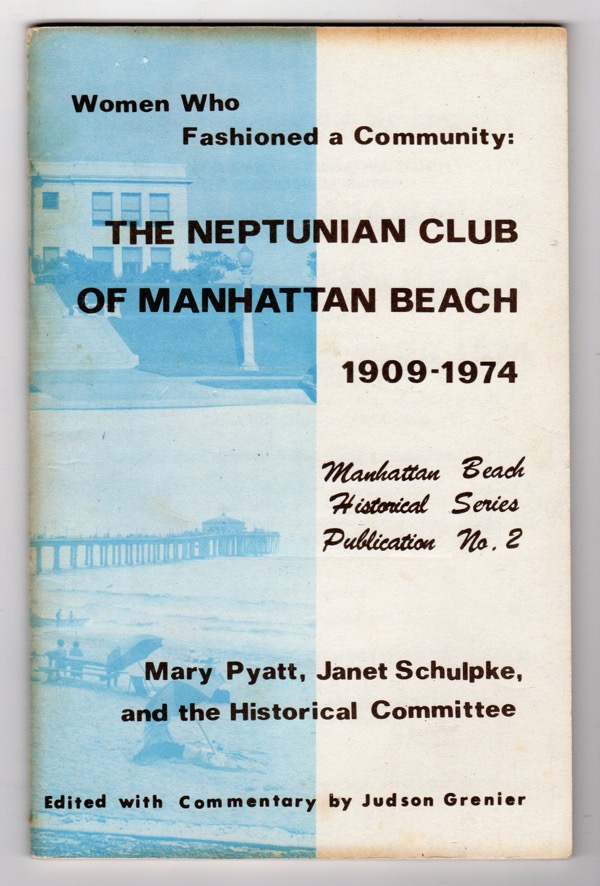 Women Who
Fashioned a Community:
THE NEPTUNIAN CLUB
OF MANHATTAN BEACH
1909-1974
Manhattan Beach
Historical Series
Publication No. 2
Mary Pyatt, Janet Schulpke,
and the Historical Committee
Edited with Commentary by Judson Grenier